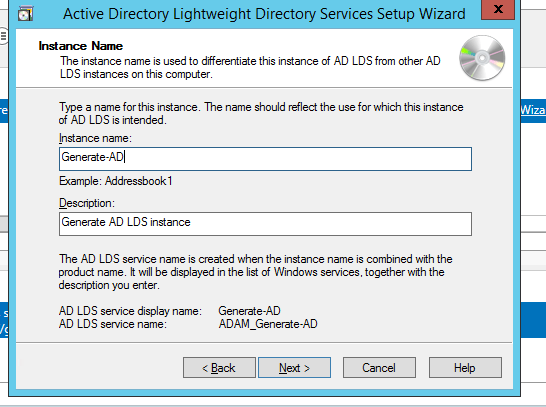 Active Directory Lightweight Directory Services Setup Wizard
x
Instance Name
The instance name is used to differentiate this instance of AD LDS from other AD
LDS instances on this computer.
Type a name for this instance. The name should reflect the use for which this instance
of AD LDS is intended.
Instance name:
Generate-AD
Example: Addressbook1
Description:
Generate AD LDS instance
The AD LDS service name is created when the instance name is combined with the
product name. It will be displayed in the list of Windows services, together with the
description you enter.
AD LDS service display name: Generate-AD
AD LDS service name: ADAM_Generate-AD
< Back Next > Cancel Help